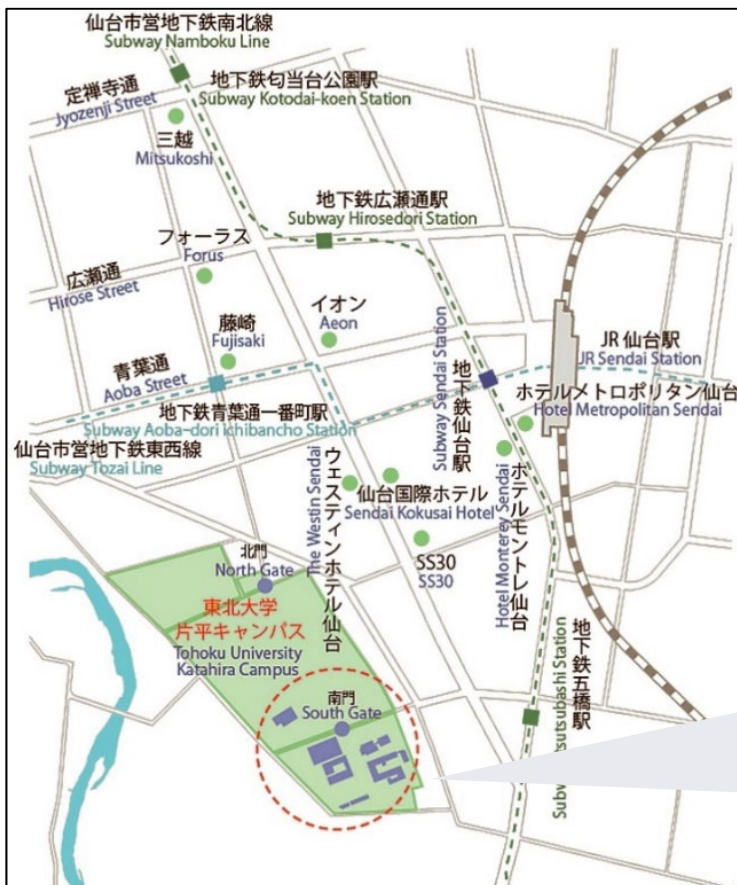 仙台市営地下鉄南北線
Subway Namboku Line
定禅寺通
Jyozenji Street
地下鉄匂当台公園駅
Subway Kotodai-koen Station
三越
Mitsukoshi
地下鉄広瀬通駅
Subway Hirosedori Station
フォーラス
Forus
広瀬通
Hirose Street
イオン
Aeon
藤崎
Fujisaki
青葉通
Aoba Street
地下鉄青葉通一番町駅
Subway Aoba-dori ichibancho Station
仙台市営地下鉄東西線
Subway Tozai Line
Subway Sendai Station
地下鉄仙台駅
JR 仙台駅
JR Sendai Station
ホテルメトロポリタン仙台
Hotel Metropolitan Sendai
The Westin Sendai
ウェスティンホテル仙台
仙台国際ホテル
Sendai Kokusai Hotel
SS30
SS30
Hotel Monterey Sendai
ホテルモントレ仙台
北門
North Gate
東北大学
片平キャンパス
Tohoku University
Katahira Campus
南門
South Gate
地下鉄五橋駅